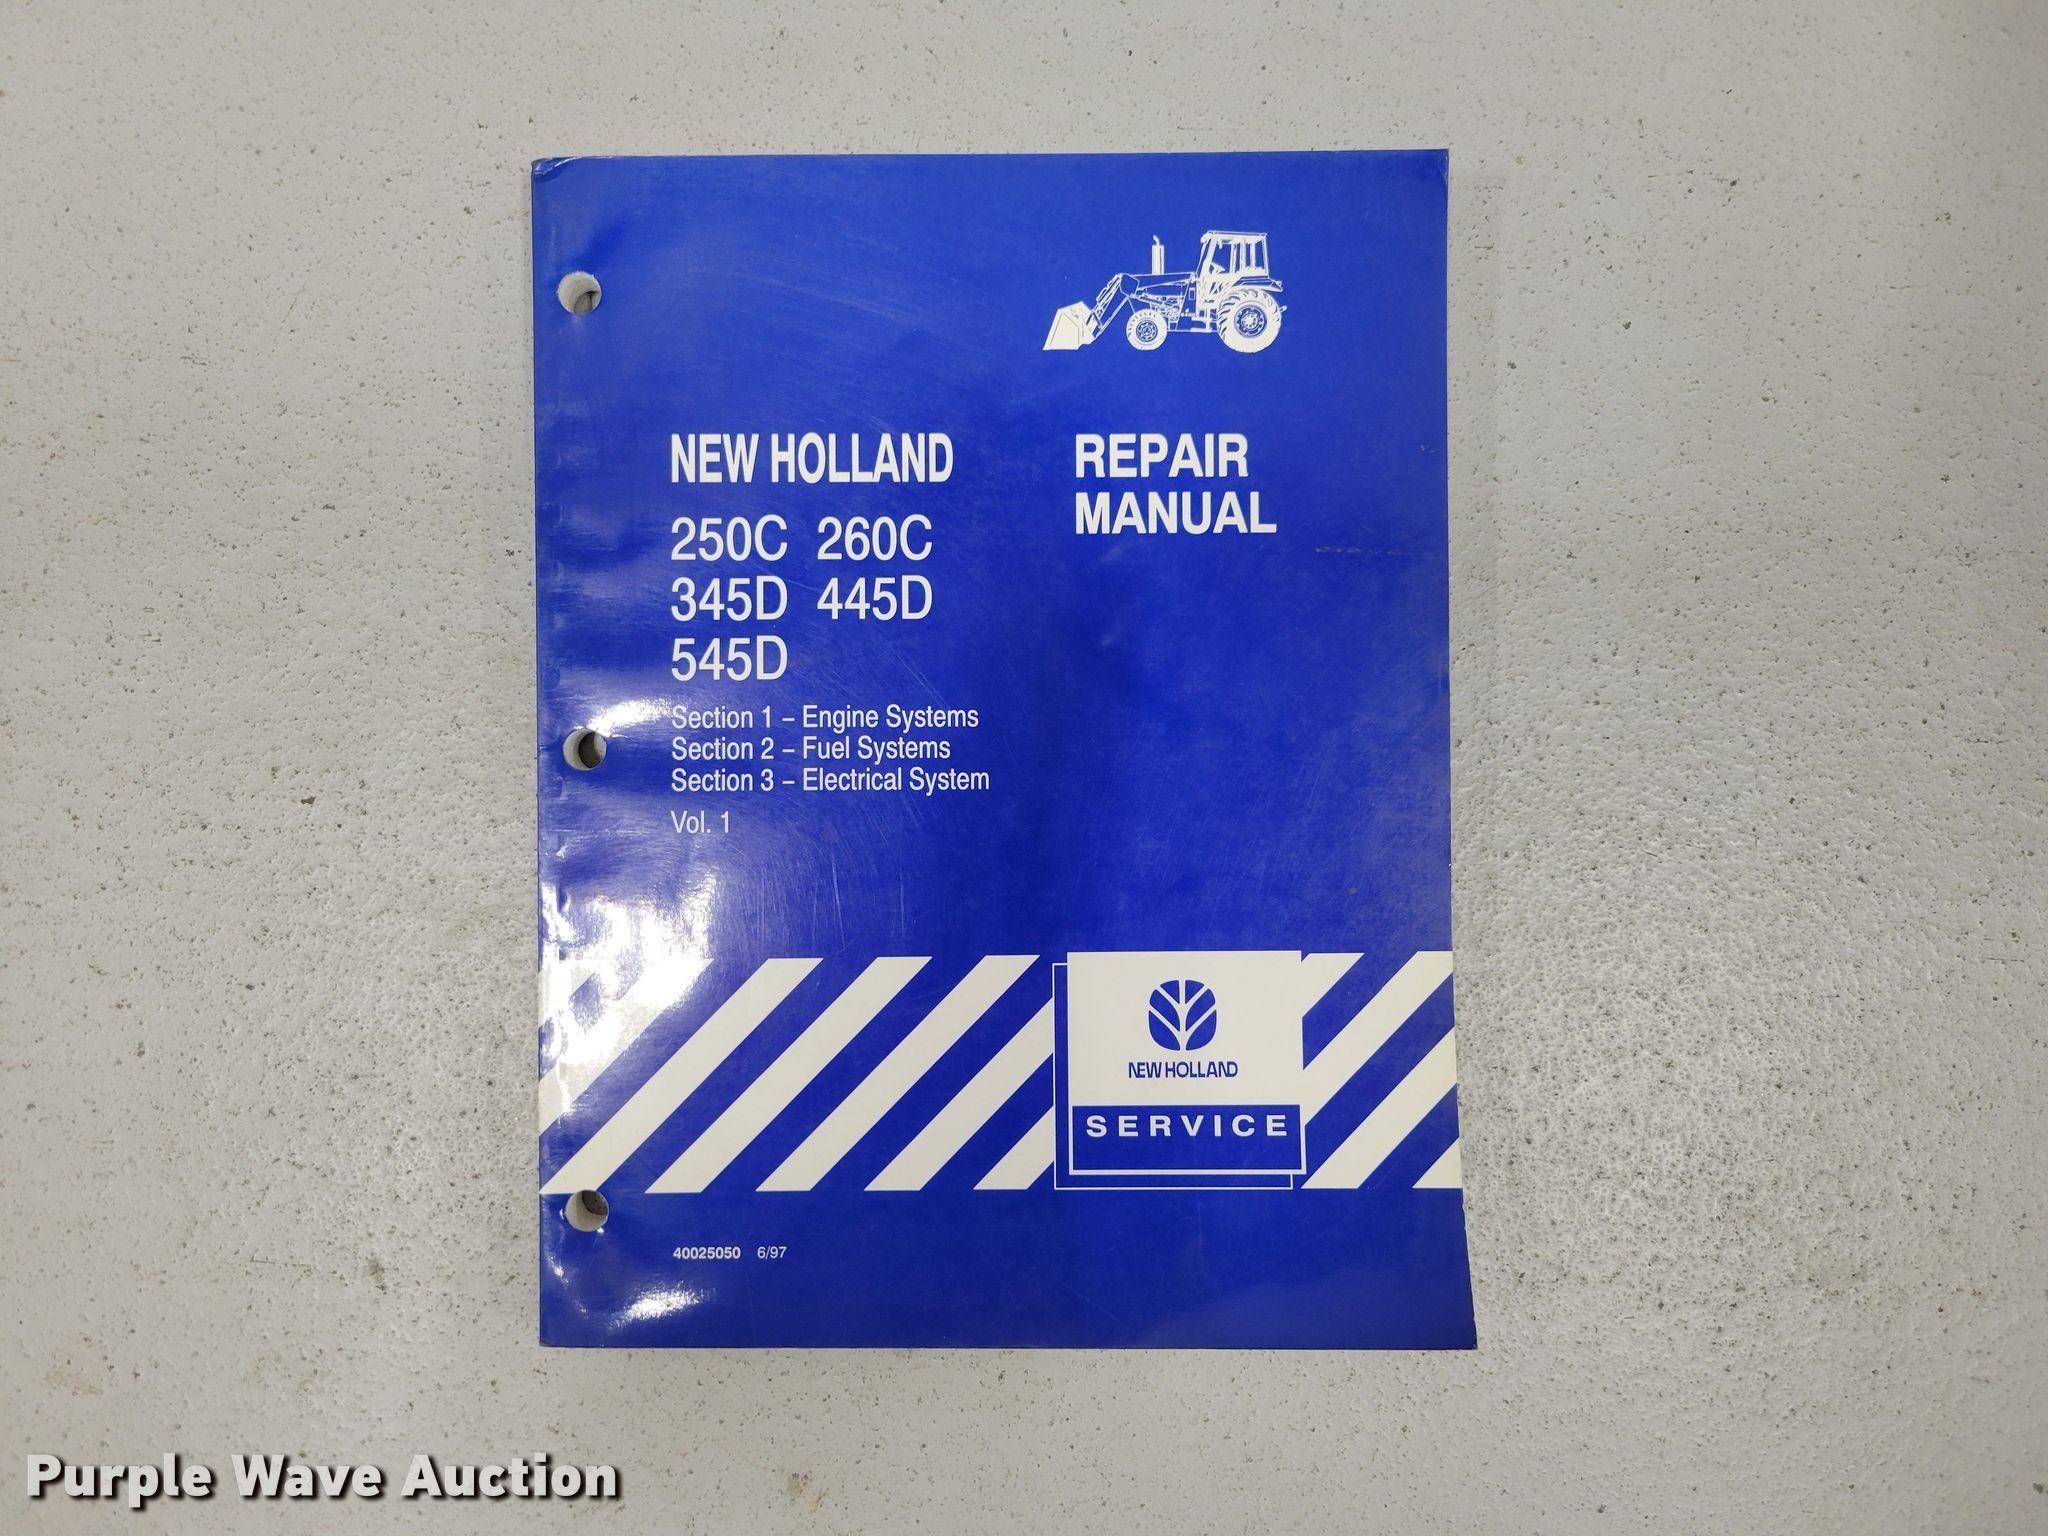 NEW HOLLAND
250C 260C
345D 445D
545D
Section 1 – Engine Systems
Section 2 – Fuel Systems
Section 3 – Electrical System
Vol. 1
REPAIR
MANUAL
NEW HOLLAND
SERVICE
40025050 6/97
Purple Wave Auction